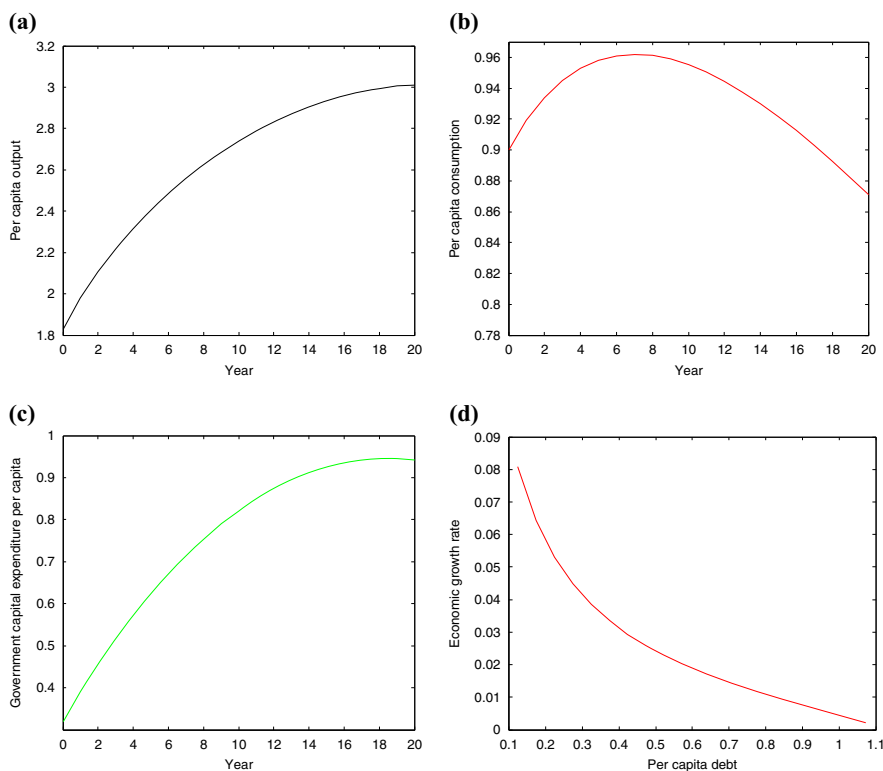 (a)
3.2
3
2.8
2.6
2.4
2.2
2
1.8
Per capita output
0 2 4 6 8 10 12 14 16 18 20
Year
(b)
0.96
0.94
0.92
0.9
0.88
0.86
0.84
0.82
0.8
0.78
Per capita consumption
0 2 4 6 8 10 12 14 16 18 20
Year
(c)
1
0.9
0.8
0.7
0.6
0.5
0.4
Government capital expenditure per capita
0 2 4 6 8 10 12 14 16 18 20
Year
(d)
0.09
0.08
0.07
0.06
0.05
0.04
0.03
0.02
0.01
0
Economic growth rate
0.1 0.2 0.3 0.4 0.5 0.6 0.7 0.8 0.9 1 1.1
Per capita debt